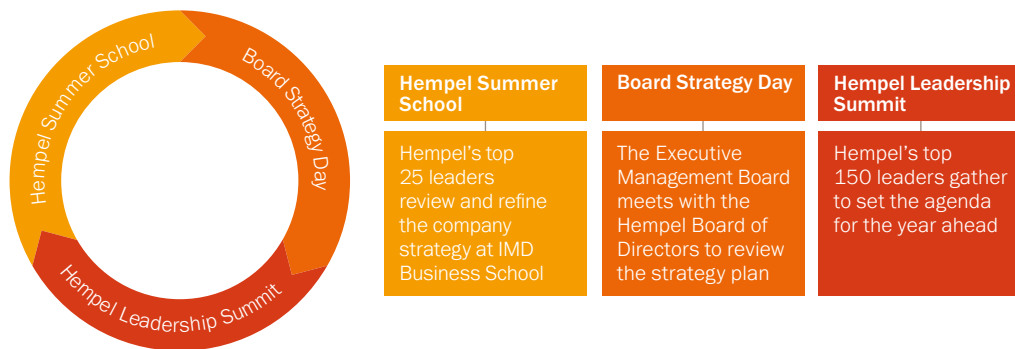 Hempel Summer School
Board Strategy Day
Hempel Leadership Summit
Hempel Summer
School
Hempel's top
25 leaders
review and refine
the company
strategy at IMD
Business School
Board Strategy Day
The Executive
Management Board
meets with the
Hempel Board of
Directors to review
the strategy plan
Hempel Leadership
Summit
Hempel's top
150 leaders gather
to set the agenda
for the year ahead